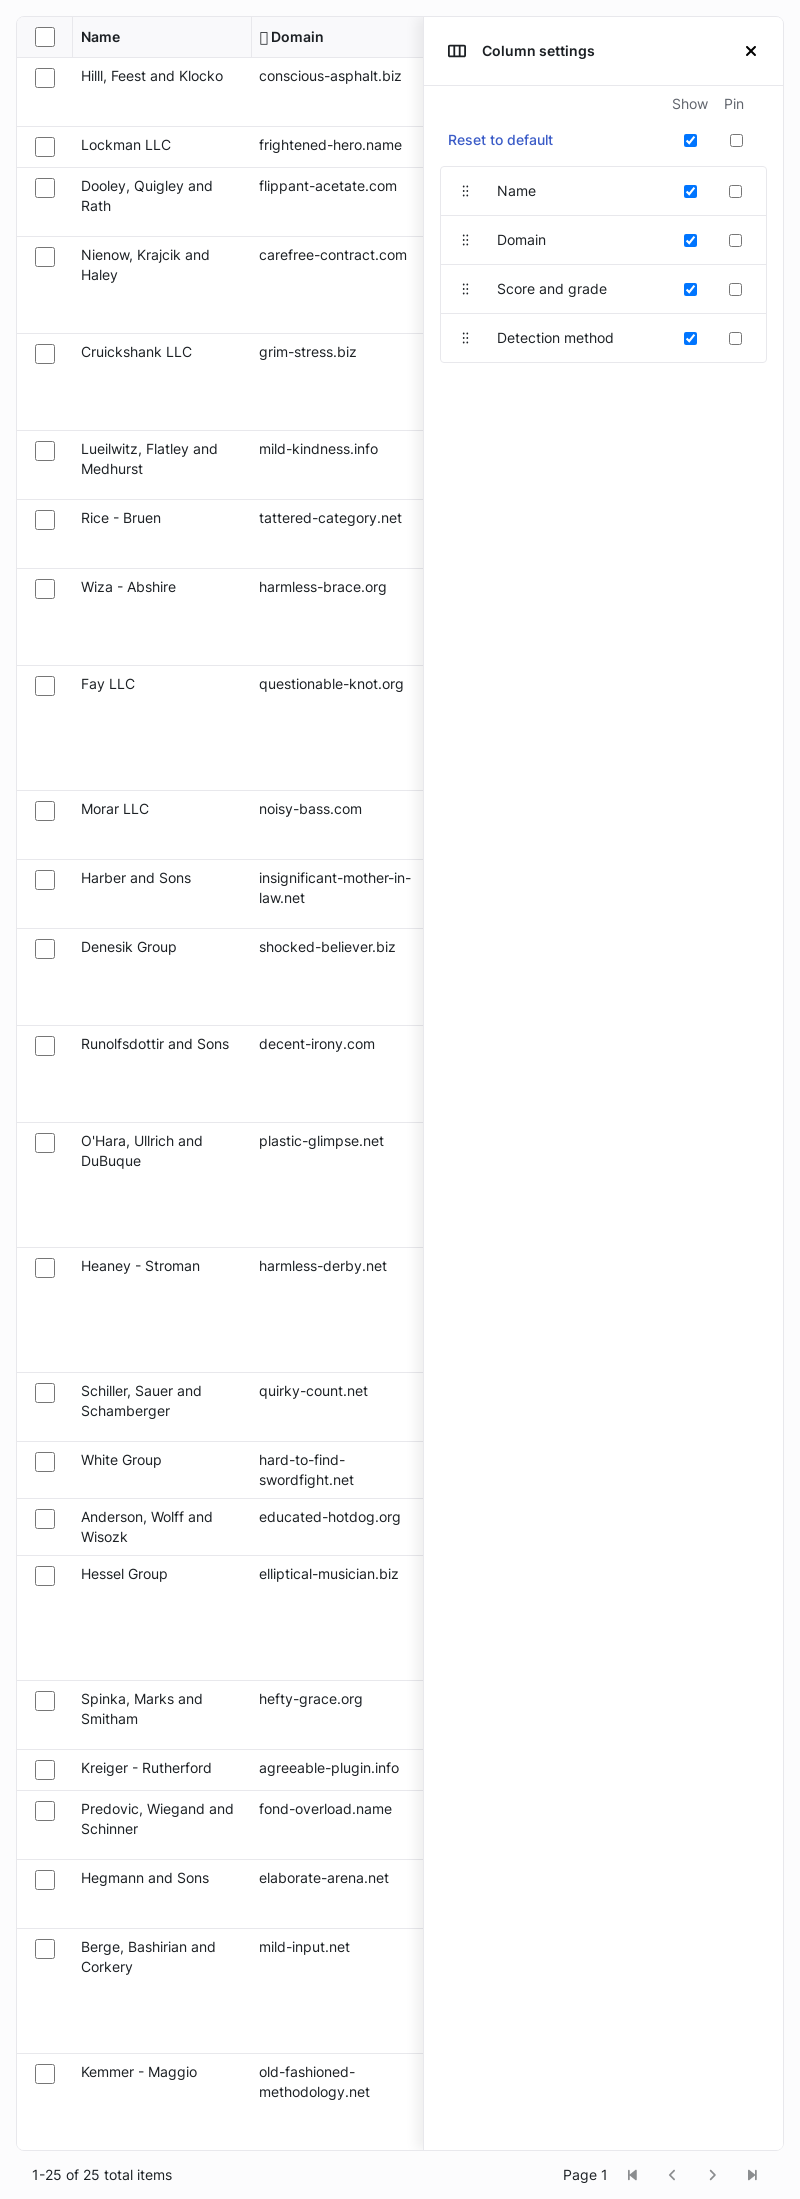 Name Domain
Column settings
Show Pin
Reset to default
Name
Domain
Score and grade
Detection method
Hilll, Feest and Klocko conscious-asphalt.biz
Lockman LLC frightened-hero.name
Dooley, Quigley and flippant-acetate.com
Rath
Nienow, Krajcik and carefree-contract.com
Haley
Cruickshank LLC grim-stress.biz
Lueilwitz, Flatley and mild-kindness.info
Medhurst
Rice - Bruen tattered-category.net
Wiza - Abshire harmless-brace.org
Fay LLC questionable-knot.org
Morar LLC noisy-bass.com
Harber and Sons insignificant-mother-in-
law.net
Denesik Group shocked-believer.biz
Runolfsdottir and Sons decent-irony.com
O'Hara, Ullrich and plastic-glimpse.net
DuBuque
Heaney - Stroman harmless-derby.net
Schiller, Sauer and quirky-count.net
Schamberger
White Group hard-to-find-
swordfight.net
Anderson, Wolff and educated-hotdog.org
Wisozk
Hessel Group elliptical-musician.biz
Spinka, Marks and hefty-grace.org
Smitham
Kreiger - Rutherford agreeable-plugin.info
Predovic, Wiegand and fond-overload.name
Schinner
Hegmann and Sons elaborate-arena.net
Berge, Bashirian and mild-input.net
Corkery
Kemmer - Maggio old-fashioned-
methodology.net
1-25 of 25 total items Page 1